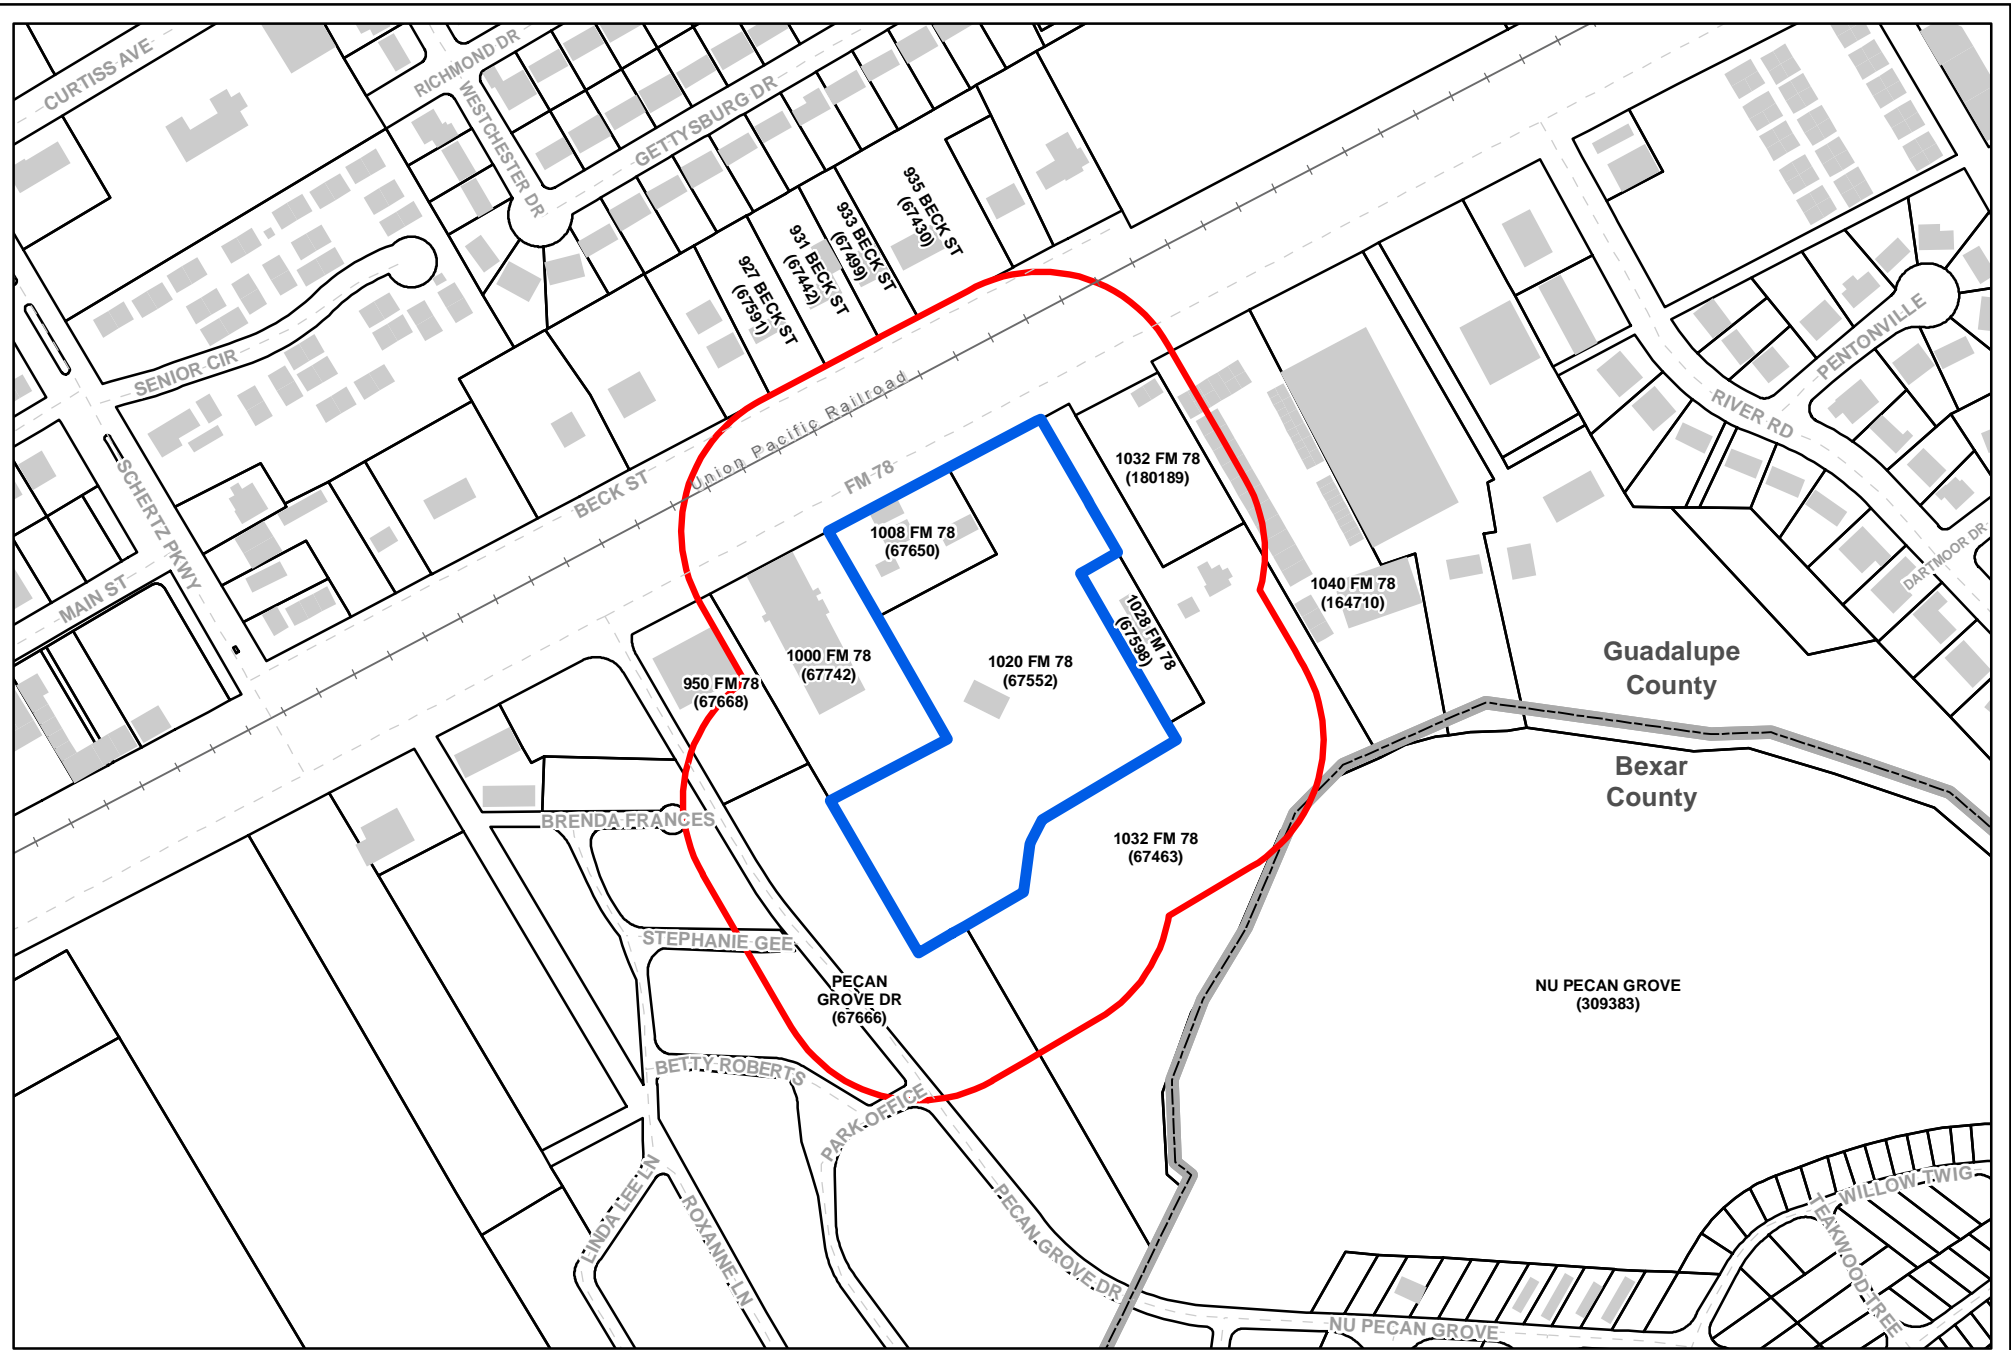 CURTISS AVE
RICHMOND DR
WESTCHESTER DR
GETTYSBURG DR
935 BECK ST
(67430)
933 BECK ST
(67499)
931 BECK ST
(67442)
927 BECK ST
(67591)
SENIOR CIR
PENTONVILLE
RIVER RD
Union Pacific Railroad
FM 78
BECK ST
SCHERTZ PKWY
MAIN ST
1032 FM 78
(180189)
1008 FM 78
(67650)
DARTMOOR DR
1040 FM 78
(164710)
1028 FM 78
(67598)
1000 FM 78
(67742)
1020 FM 78
(67552)
950 FM 78
(67668)
Guadalupe
County
Bexar
County
BRENDA FRANCES
1032 FM 78
(67463)
STEPHANIE GEE
PECAN
GROVE DR
(67666)
NU PECAN GROVE
(309383)
BETTY ROBERTS
PARK OFFICE
LINDA LEE LN
ROXANNE LN
PECAN GROVE DR
WILLOW TWIG
TEAKWOOD TREE
NU PECAN GROVE